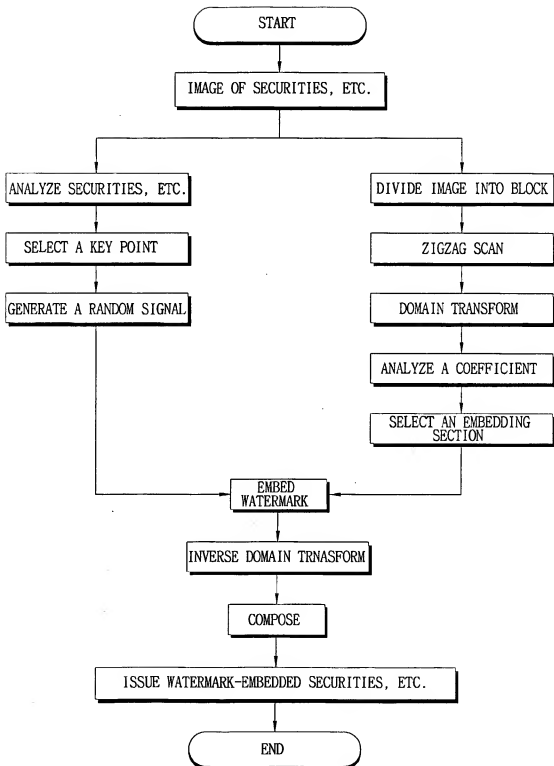 START
IMAGE OF SECURITIES, ETC.
ANALYZE SECURITIES, ETC.
SELECT A KEY POINT
GENERATE A RANDOM SIGNAL
DIVIDE IMAGE INTO BLOCK
ZIGZAG SCAN
DOMAIN TRANSFORM
ANALYZE A COEFFICIENT
SELECT AN EMBEDDING
SECTION
EMBED
WATERMARK
INVERSE DOMAIN TRNASFORM
COMPOSE
ISSUE WATERMARK-EMBEDDED SECURITIES, ETC.
END